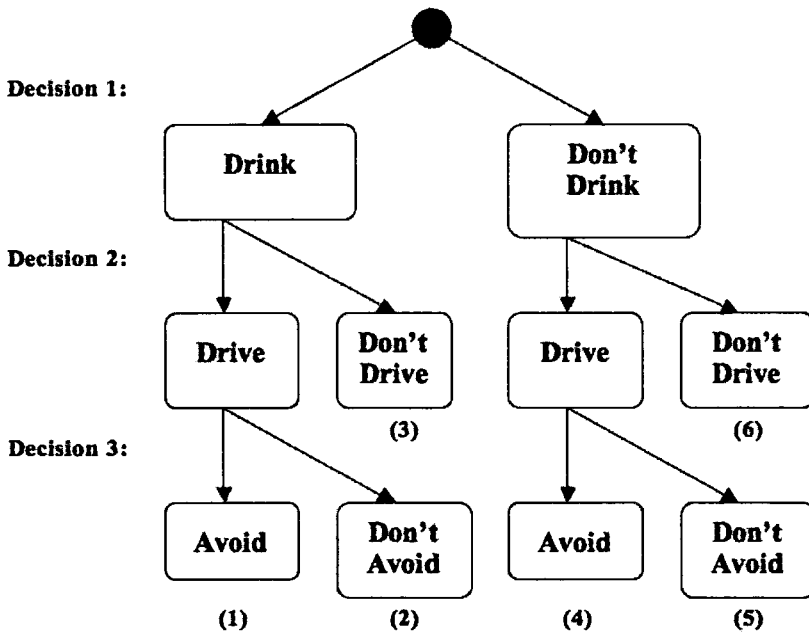 Decision 1:
Drink
Don't
Drink
Decision 2:
Drive
Don't
Drive
Drive
Don't
Drive
(3)
(6)
Decision 3:
Avoid
Don't
Avoid
Avoid
Don't
Avoid
(1)
(2)
(4)
(5)